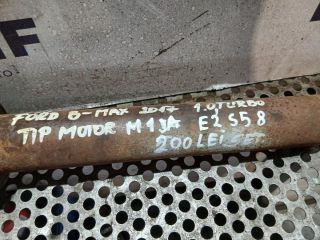 FORD B-MAX 2017 1.0 TURBO
TIP MOTOR M1JA E2 S58
200 LEI SET